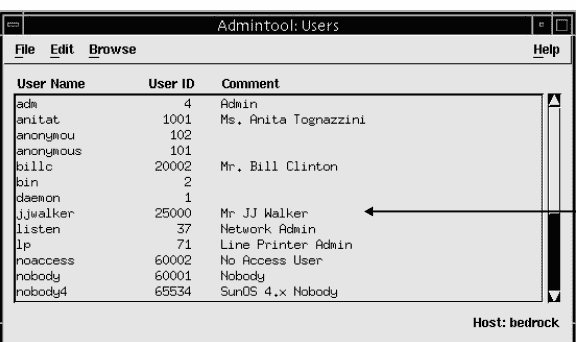 Admintool: Users
File Edit Browse Help
User Name User ID Comment
adm 4 Admin
anitat 1001 Ms. Anita Tognazzini
anonymou 102
anonymous 101
billc 20002 Mr. Bill Clinton
bin 2
daemon 1
jjwalker 25000 Mr JJ Walker
listen 37 Network Admin
lp 71 Line Printer Admin
noaccess 60002 No Access User
nobody 60001 Nobody
nobody4 65534 SunOS 4.x Nobody
Host: bedrock